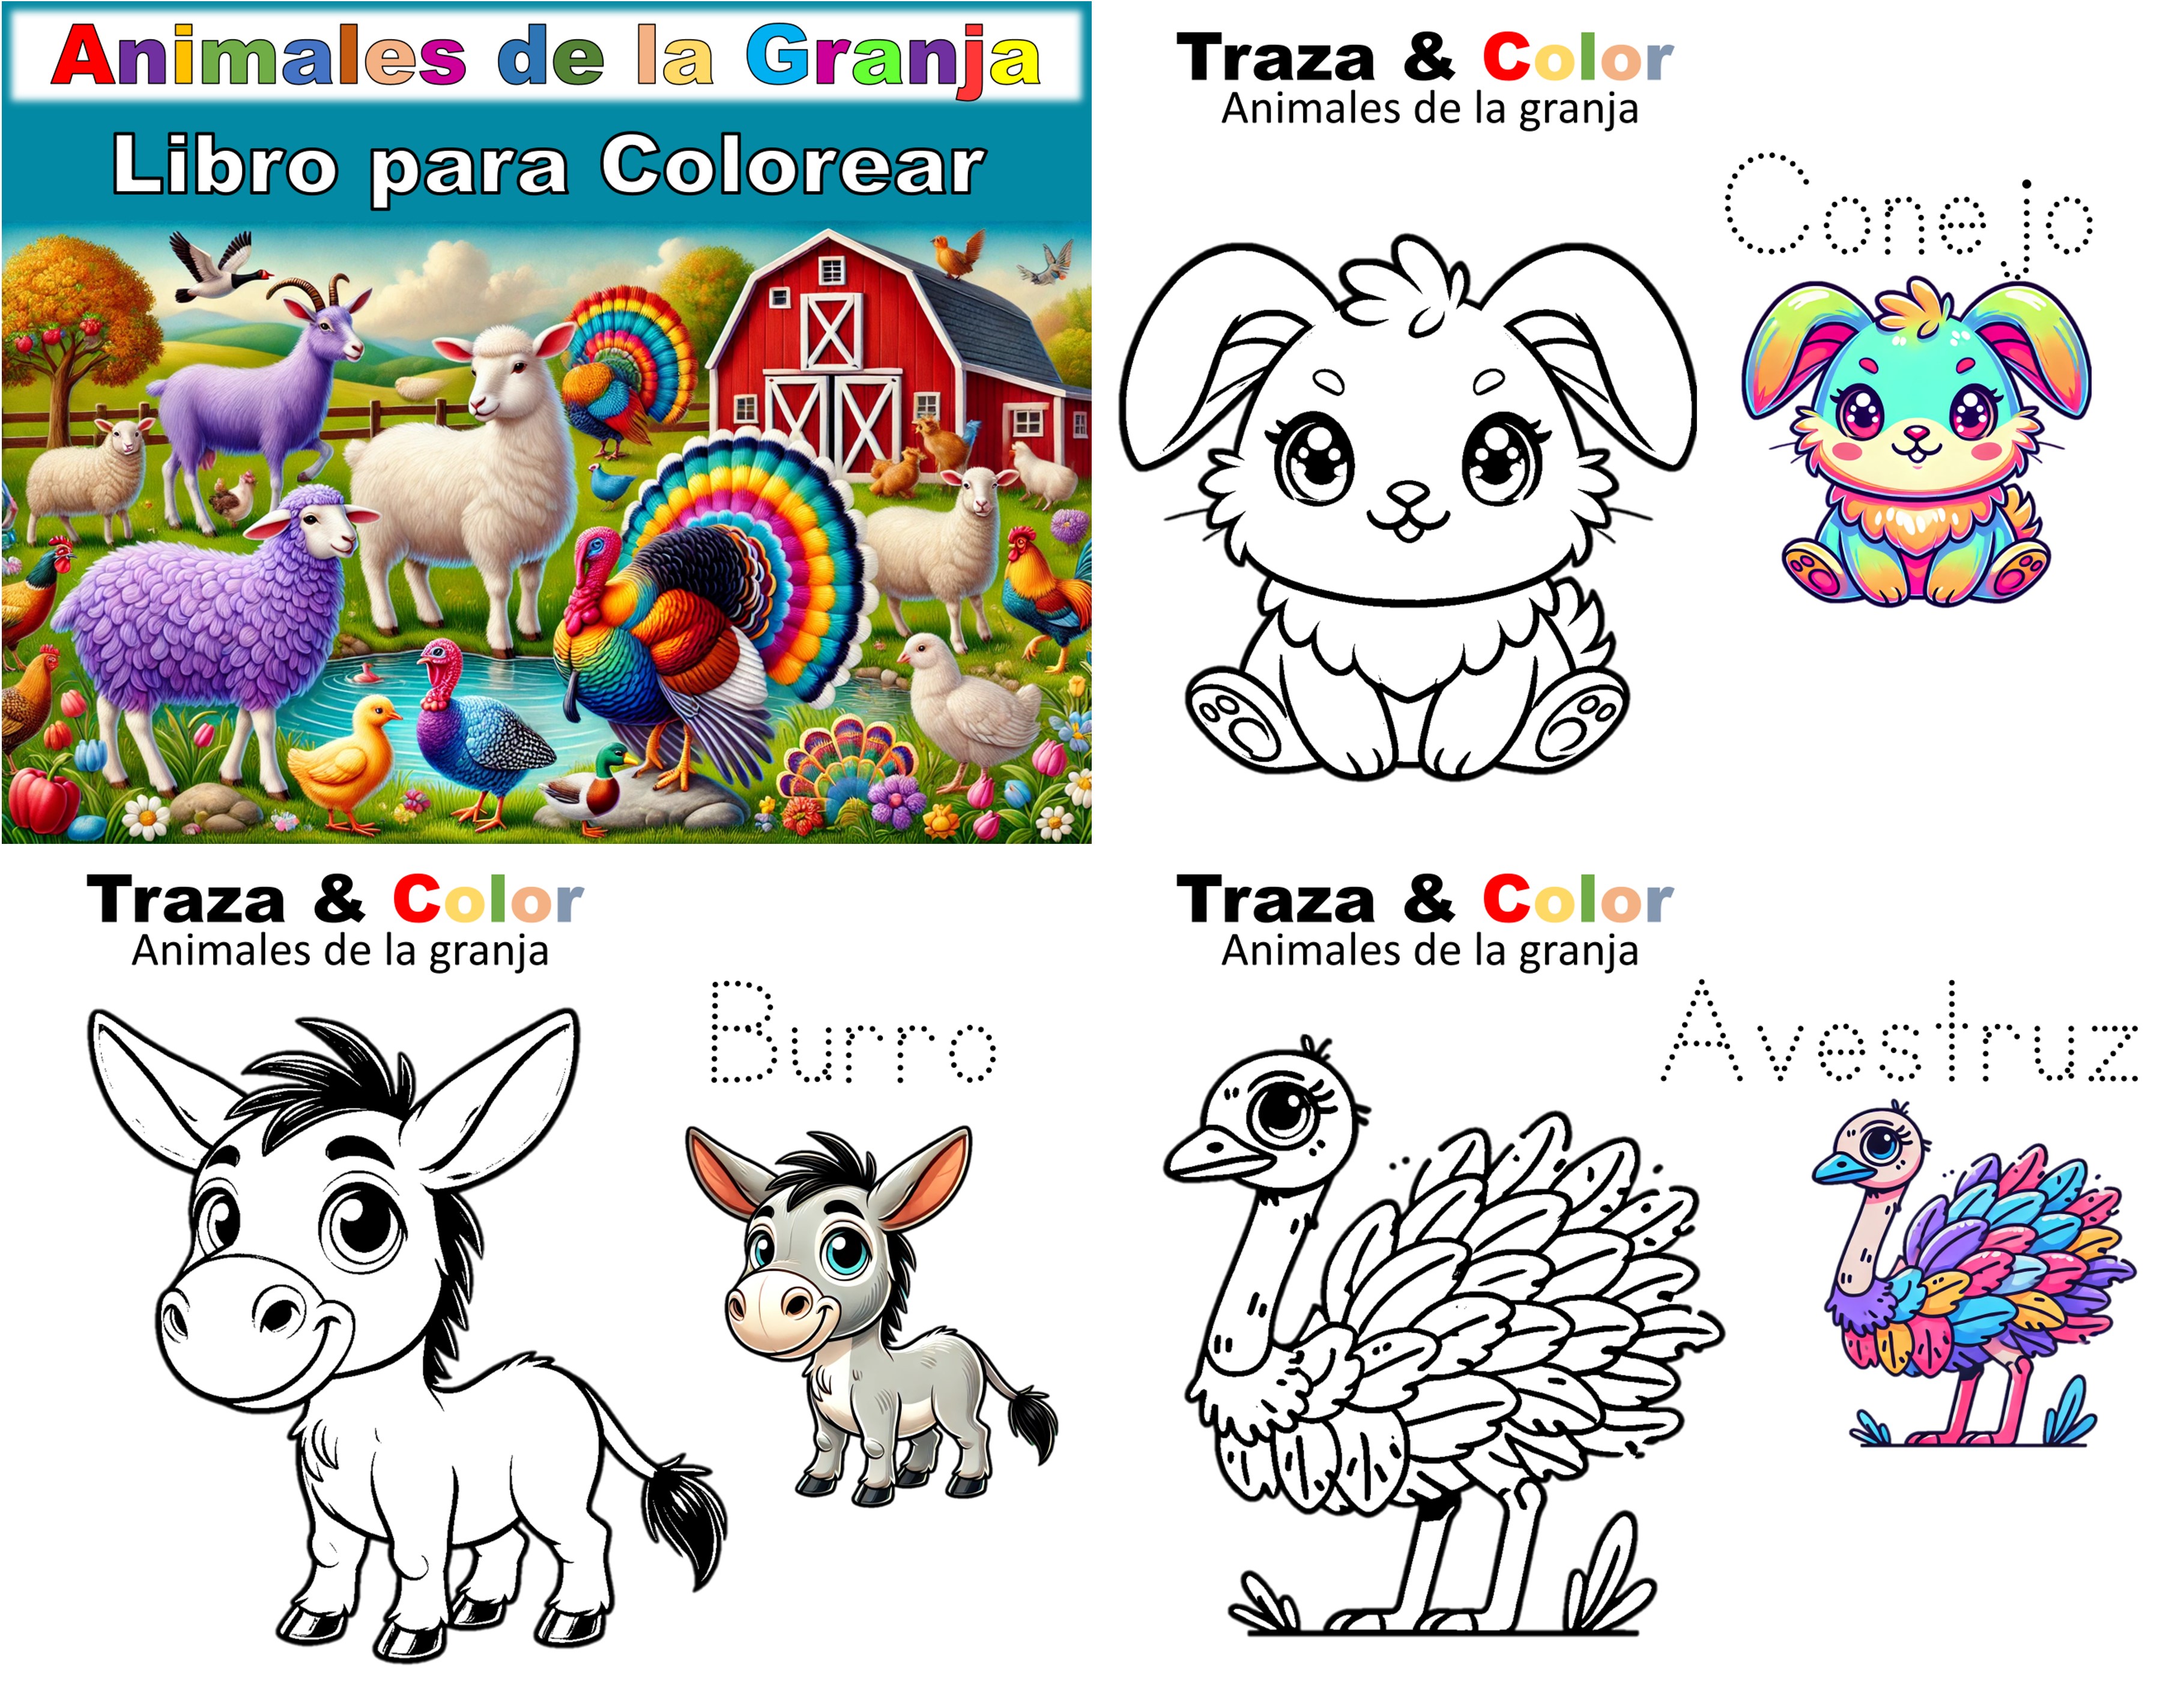 Animales de la Granja
Libro para Colorear
Traza & Color
Animales de la granja
Conejo
Traza & Color
Animales de la granja
Burro
Traza & Color
Animales de la granja
Avestruz